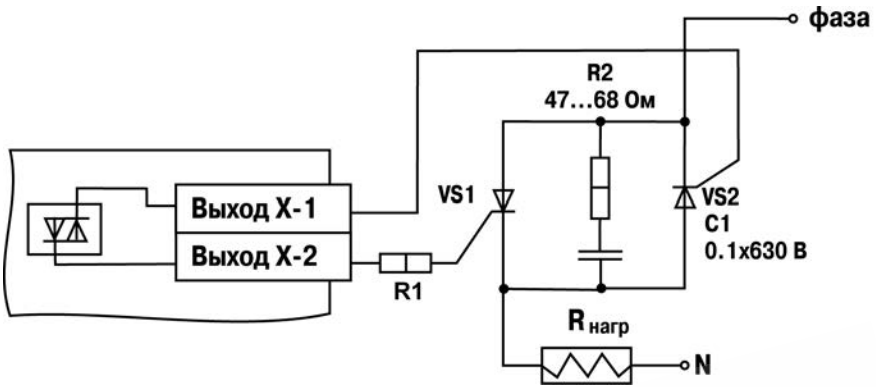 фаза
R2
47...68 Ом
VS1
VS2
C1
0.1x630 В
Выход X-1
Выход X-2
R1
R нагр
N